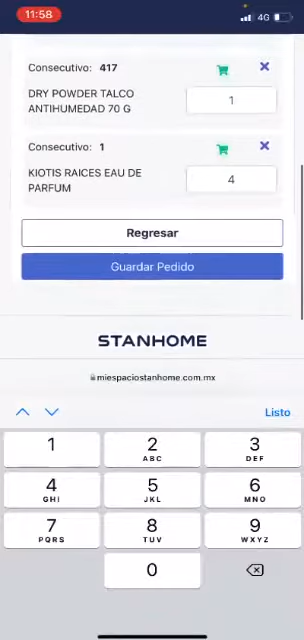 11:58
4G
Consecutivo: 417
DRY POWDER TALCO
ANTIHUMEDAD 70 G
1
Consecutivo: 1
KIOTIS RAICES EAU DE
PARFUM
4
Regresar
Guardar Pedido
STANHOME
miespaciostanhome.com.mx
Listo
1 2 3
ABC DEF
4 5 6
GHI JKL MNO
7 8 9
PQRS TUV WXYZ
0